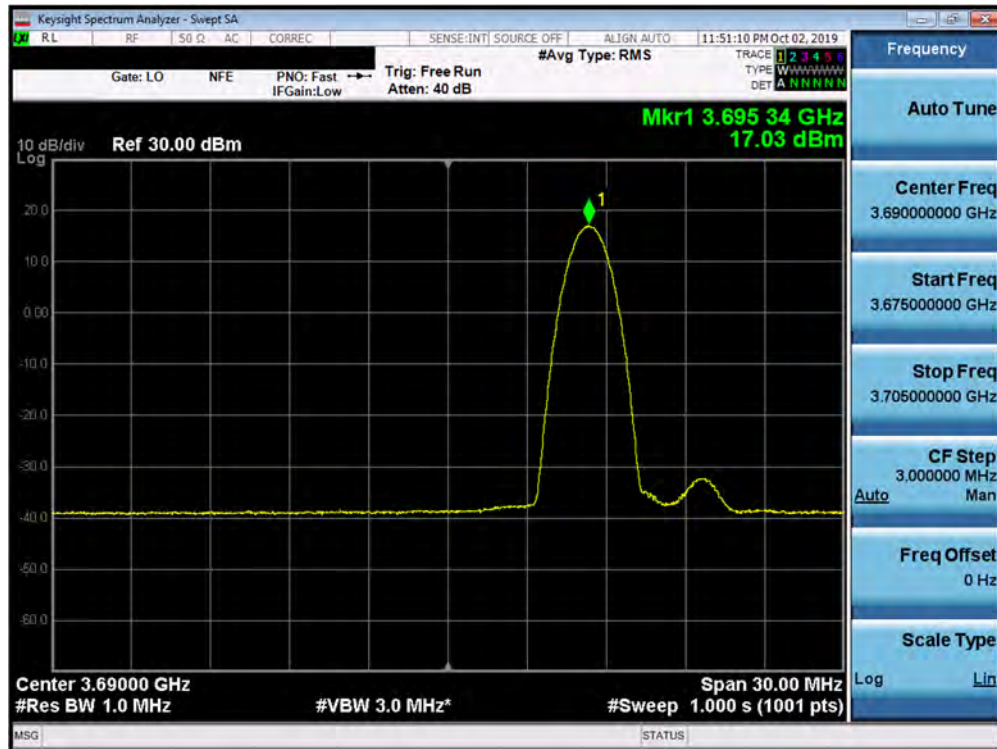 Keysight Spectrum Analyzer - Swept SA
LXI RL RF 50 Ω AC CORREC SENSE:INT SOURCE OFF ALIGN AUTO 11:51:10 PM Oct 02, 2019
Gate: LO NFE PNO: Fast Trig: Free Run #Avg Type: RMS TRACE 1 2 3 4 5 6
IFGain:Low Atten: 40 dB TYPE WWWWWWW
DET A N N N N N
Mkr1 3.695 34 GHz
17.03 dBm
10 dB/div Ref 30.00 dBm
Log
1
20.0
10.0
0.00
-10.0
-20.0
-30.0
-40.0
-50.0
-60.0
Center 3.69000 GHz Span 30.00 MHz
#Res BW 1.0 MHz #VBW 3.0 MHz* #Sweep 1.000 s (1001 pts)
MSG STATUS
Frequency
Auto Tune
Center Freq
3.690000000 GHz
Start Freq
3.675000000 GHz
Stop Freq
3.705000000 GHz
CF Step
3.000000 MHz
Auto Man
Freq Offset
0 Hz
Scale Type
Log Lin